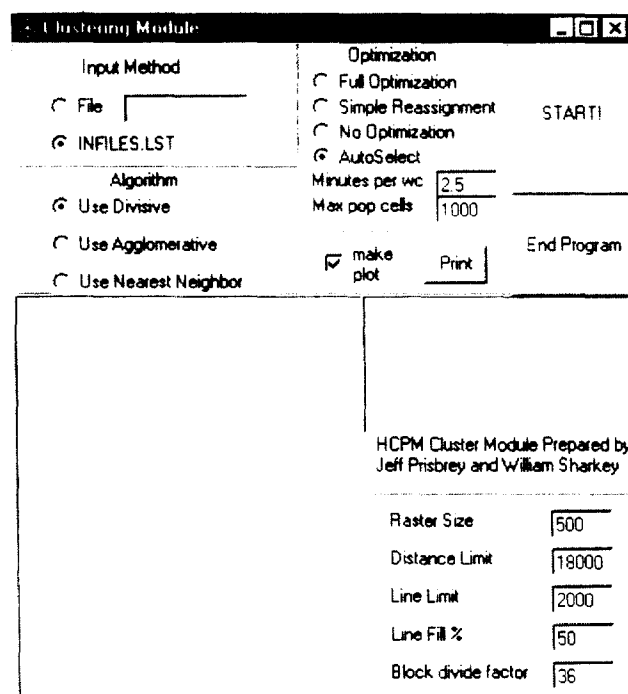 Clustering Module
Input Method
File
INFILES.LST
Algorithm
Use Divisive
Use Agglomerative
Use Nearest Neighbor
Optimization
Full Optimization
Simple Reassignment
No Optimization
AutoSelect
Minutes per wc 2.5
Max pop cells 1000
make
plot
Print
START!
End Program
HCPM Cluster Module Prepared by
Jeff Prisbrey and William Sharkey
Raster Size 500
Distance Limit 18000
Line Limit 2000
Line Fill % 50
Block divide factor 36